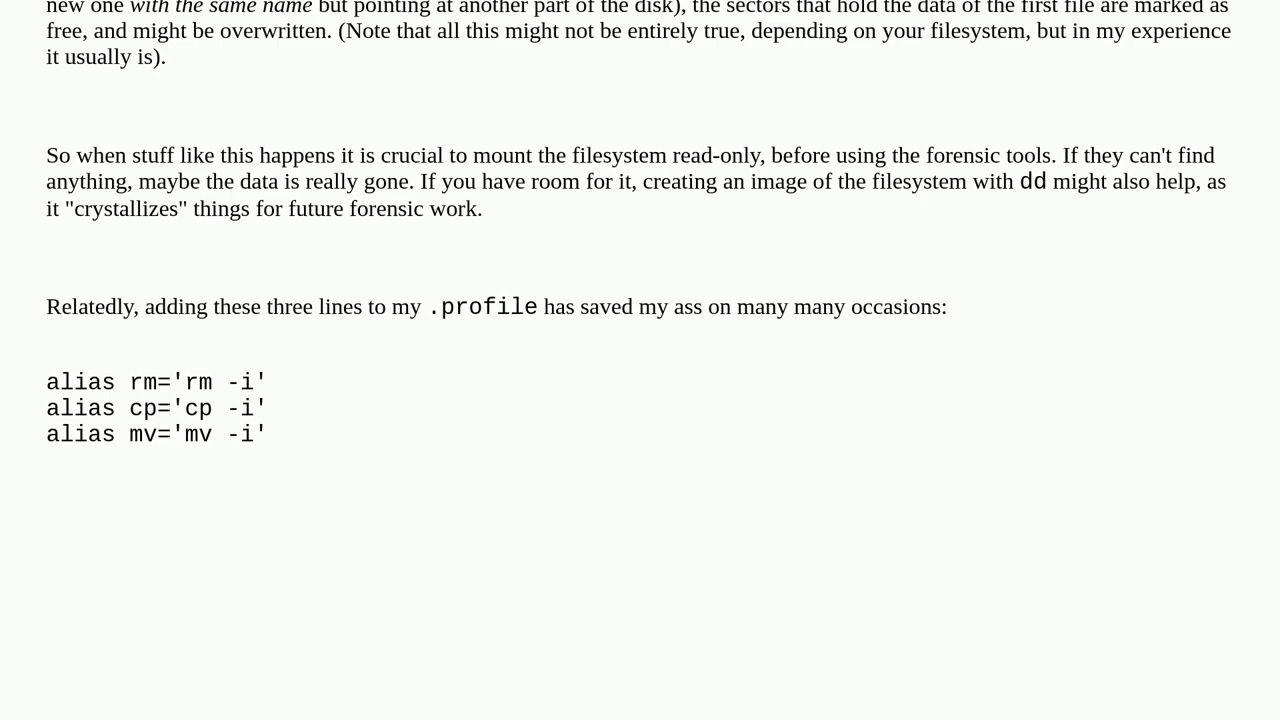 new one with the same name but pointing at another part of the disk), the sectors that hold the data of the first file are marked as
free, and might be overwritten. (Note that all this might not be entirely true, depending on your filesystem, but in my experience
it usually is).
So when stuff like this happens it is crucial to mount the filesystem read-only, before using the forensic tools. If they can't find
anything, maybe the data is really gone. If you have room for it, creating an image of the filesystem with dd might also help, as
it "crystallizes" things for future forensic work.
Relatedly, adding these three lines to my .profile has saved my ass on many many occasions:
alias rm='rm -i'
alias cp='cp -i'
alias mv='mv -i'